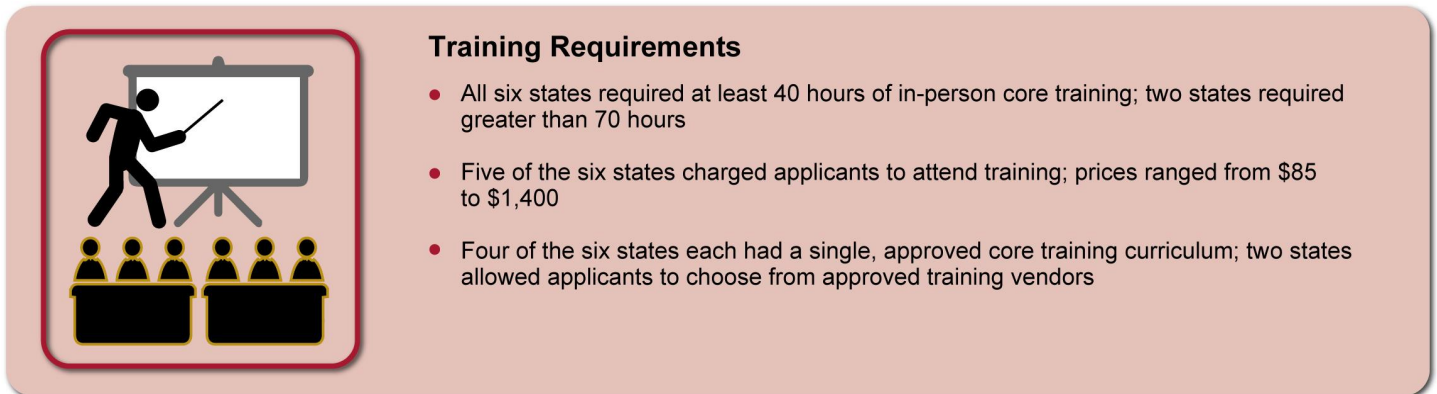 Training Requirements
• All six states required at least 40 hours of in-person core training; two states required
greater than 70 hours
• Five of the six states charged applicants to attend training; prices ranged from $85
to $1,400
• Four of the six states each had a single, approved core training curriculum; two states
allowed applicants to choose from approved training vendors